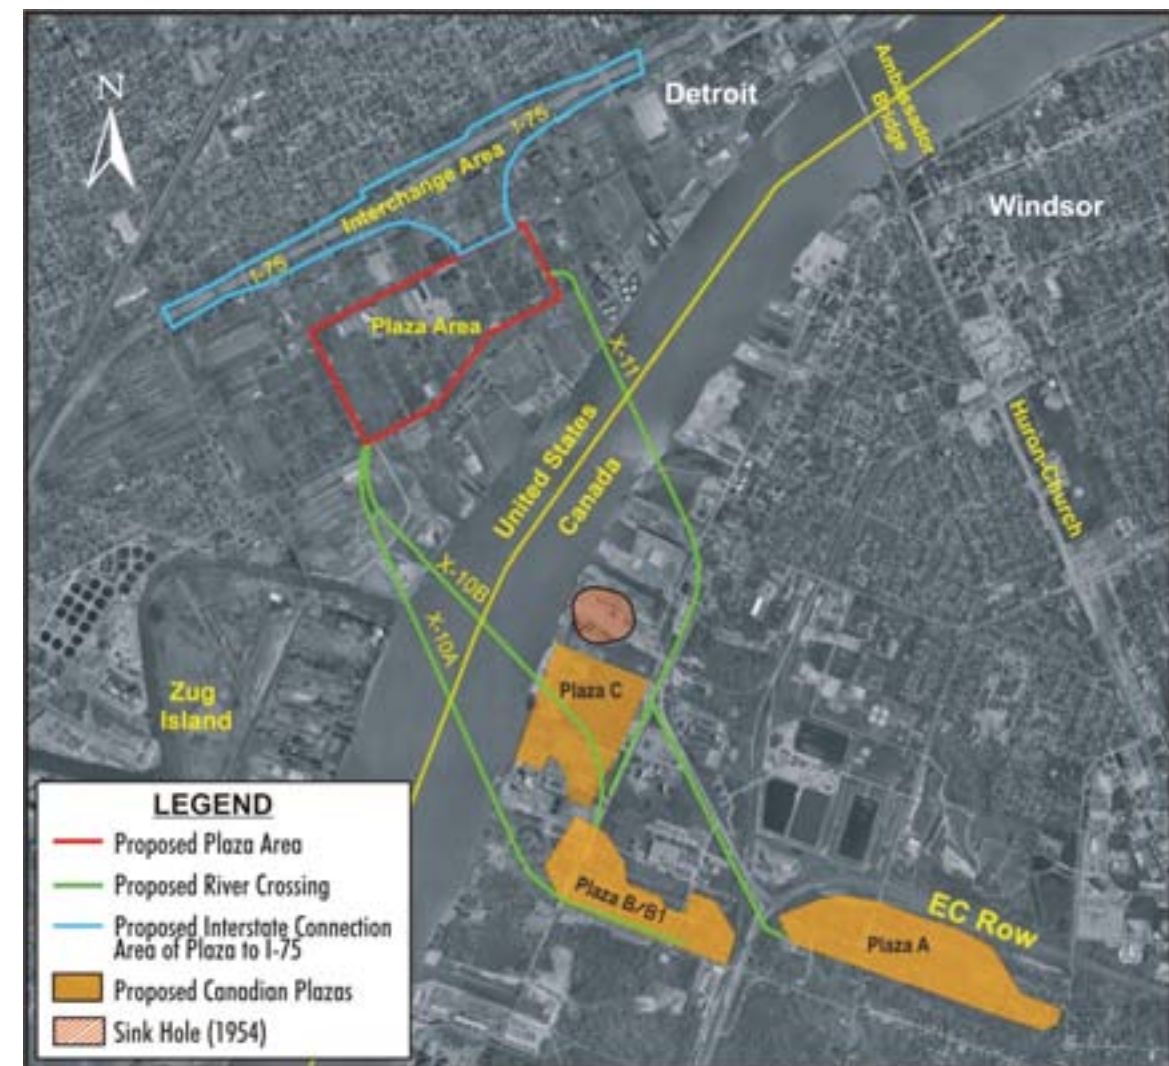 N
Detroit
Ambassador
Bridge
I-75
Interchange Area
Windsor
I-75
Plaza Area
X-11
United States
Canada
Huron-Church
X-10B
X-10A
Zug
Island
Plaza C
Plaza B/B1
EC Row
Plaza A
LEGEND
Proposed Plaza Area
Proposed River Crossing
Proposed Interstate Connection
Area of Plaza to I-75
Proposed Canadian Plazas
Sink Hole (1954)